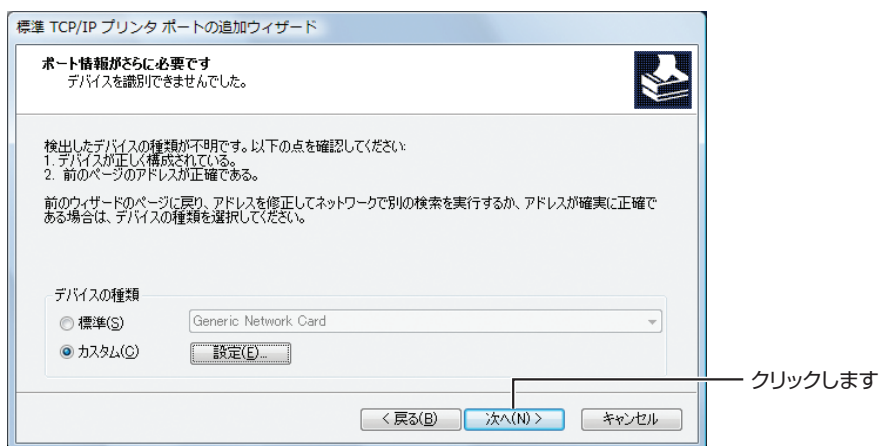 標準 TCP/IP プリンタ ポートの追加ウィザード
ポート情報がさらに必要です
デバイスを識別できませんでした。
検出したデバイスの種類が不明です。以下の点を確認してください:
1. デバイスが正しく構成されている。
2. 前のページのアドレスが正確である。
前のウィザードのページに戻り、アドレスを修正してネットワークで別の検索を実行するか、アドレスが確実に正確で
ある場合は、デバイスの種類を選択してください。
デバイスの種類
標準(S)
Generic Network Card
カスタム(C)
設定(E)...
クリックします
< 戻る(B)
次へ(N) >
キャンセル